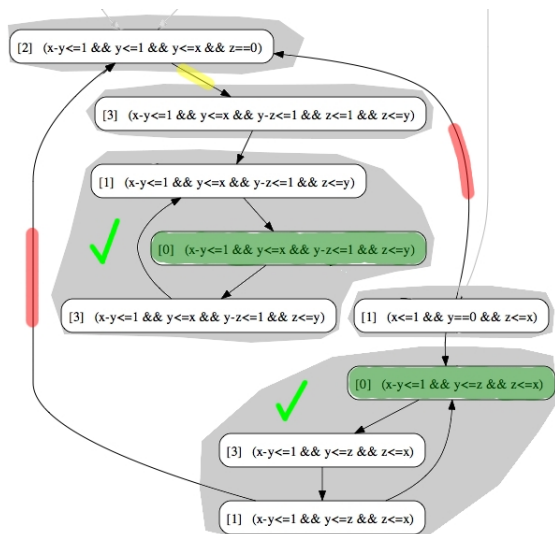 [2] (x-y<=1 && y<=1 && y<=x && z==0)
[3] (x-y<=1 && y<=x && y-z<=1 && z<=y)
[1] (x-y<=1 && y<=x && y-z<=1 && z<=y)
[0] (x-y<=1 && y<=x && y-z<=1 && z<=y)
[3] (x-y<=1 && y<=x && y-z<=1 && z<=y)
[1] (x<=1 && y==0 && z<=x)
[0] (x-y<=1 && y<=z && z<=x)
[3] (x-y<=1 && y<=z && z<=x)
[1] (x-y<=1 && y<=z && z<=x)